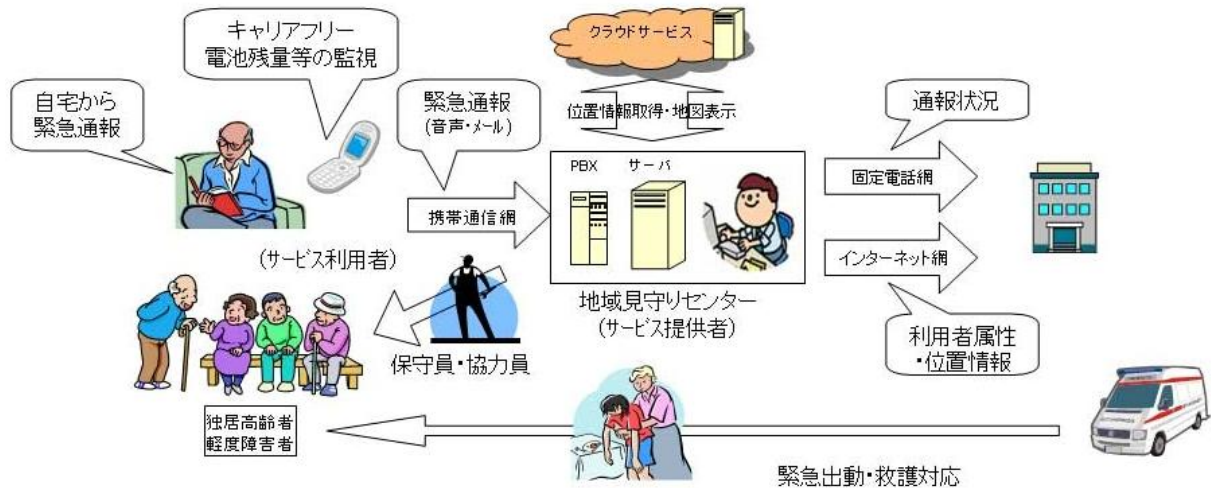 キャリアフリー
電池残量等の監視
自宅から
緊急通報
緊急通報
(音声・メール)
クラウドサービス
位置情報取得・地図表示
通報状況
PBX サーバ
固定電話網
携帯通信網
インターネット網
(サービス利用者)
地域見守りセンター
(サービス提供者)
利用者属性
・位置情報
保守員・協力員
独居高齢者
軽度障害者
緊急出動・救護対応